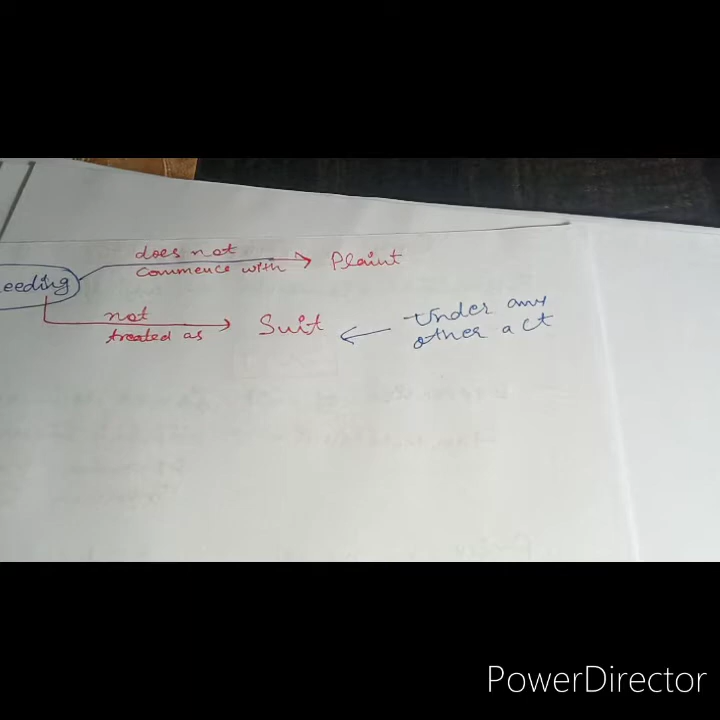 does not
commence with Plaint
eeding
not
treated as Suit
Under any
other act
PowerDirector